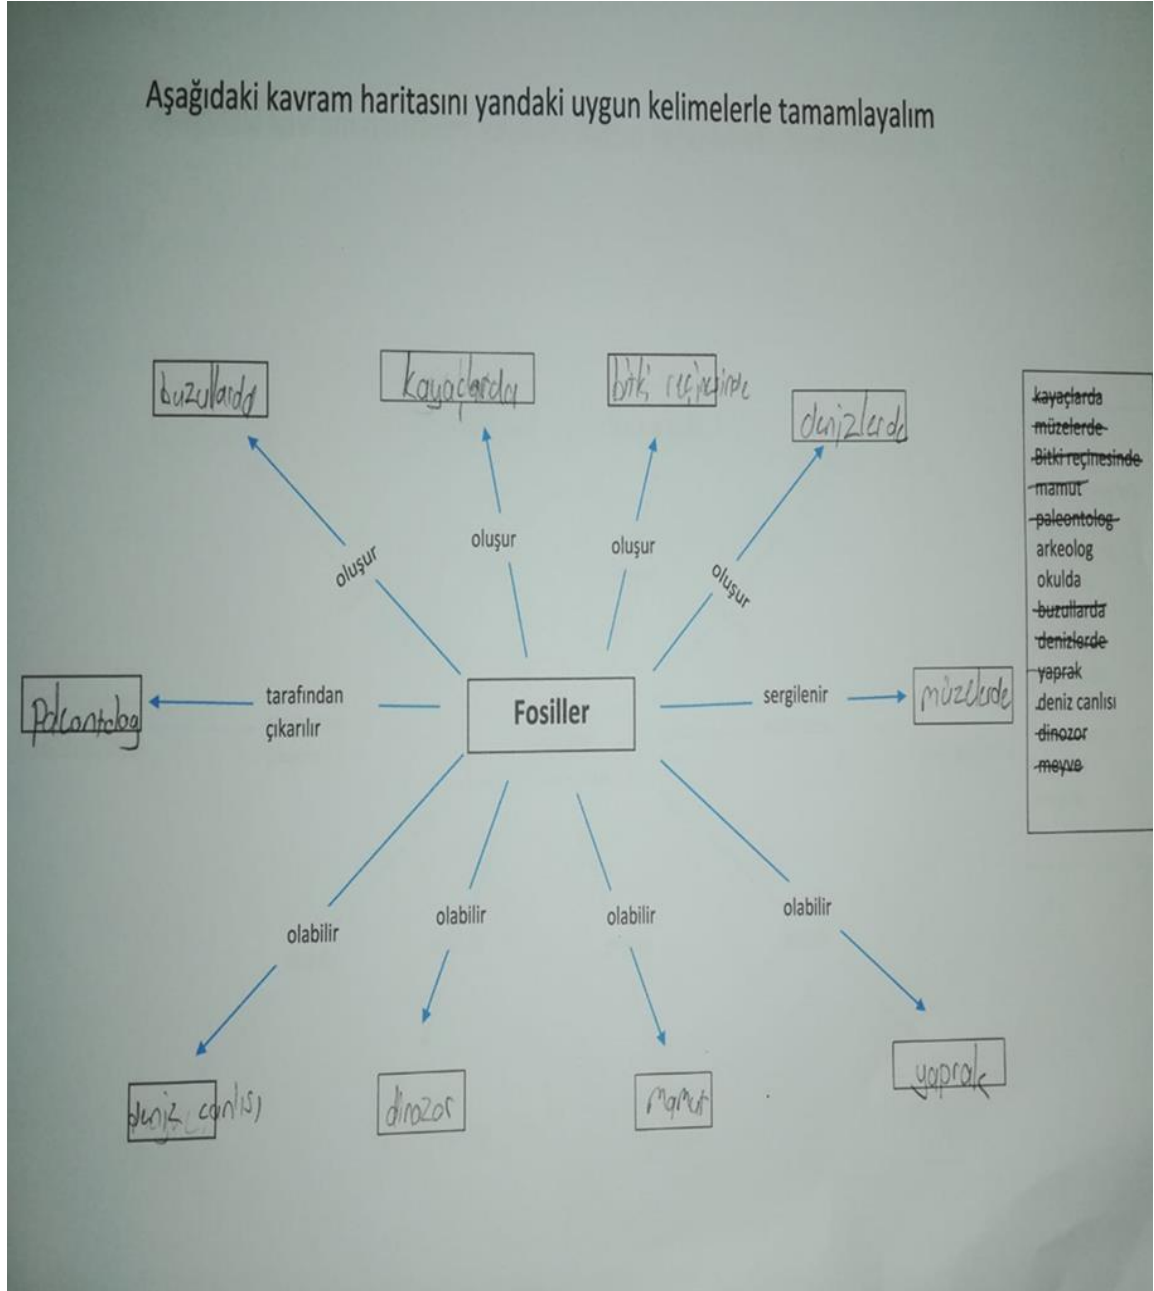 Aşağıdaki kavram haritasını yandaki uygun kelimelerle tamamlayalım
buzullarda
kayaçlarda
bitki reçinesinde
denizlerde
oluşur
oluşur
oluşur
oluşur
kayaçlarda
müzelerde
Bitki reçinesinde
mamut
paleontolog
arkeolog
okulda
buzullarda
denizlerde
yaprak
deniz canlısı
dinozor
meyve
Paleontolog
tarafından
çıkarılır
Fosiller
sergilenir
müzelerde
olabilir
olabilir
olabilir
olabilir
deniz canlısı
dinozor
mamut
yaprak